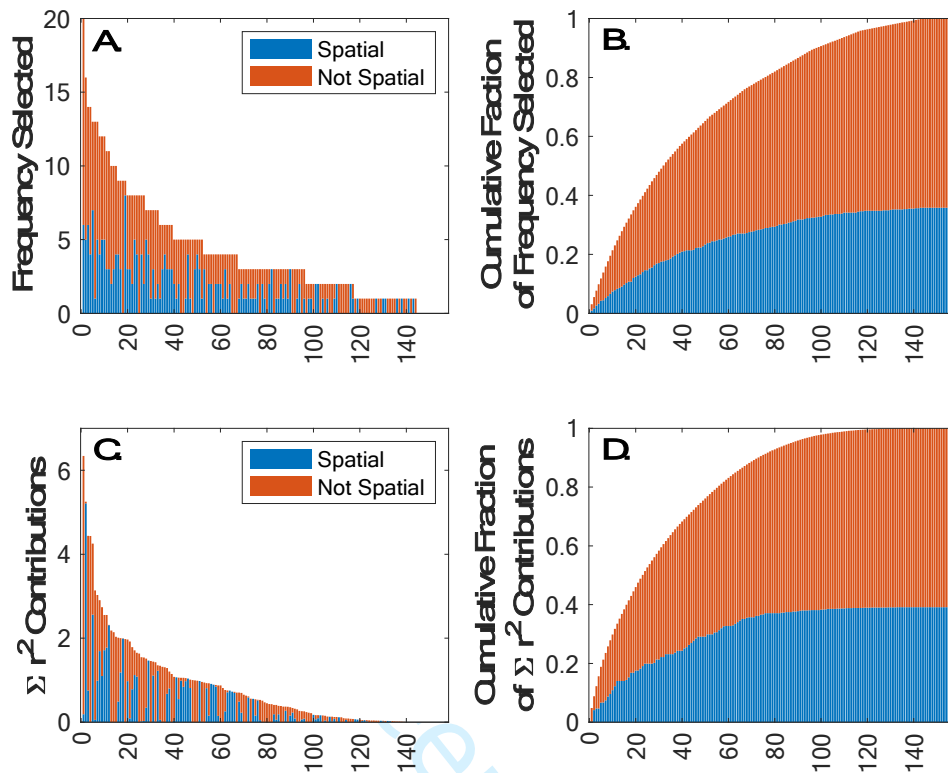 A.
Spatial
Not Spatial
Frequency Selected
20
15
10
5
0
0 20 40 60 80 100 120 140
B.
Cumulative Faction
of Frequency Selected
1
0.8
0.6
0.4
0.2
0
0 20 40 60 80 100 120 140
C.
Spatial
Not Spatial
Σ r² Contributions
6
4
2
0
0 20 40 60 80 100 120 140
D.
Cumulative Fraction
of Σ r² Contributions
1
0.8
0.6
0.4
0.2
0
0 20 40 60 80 100 120 140